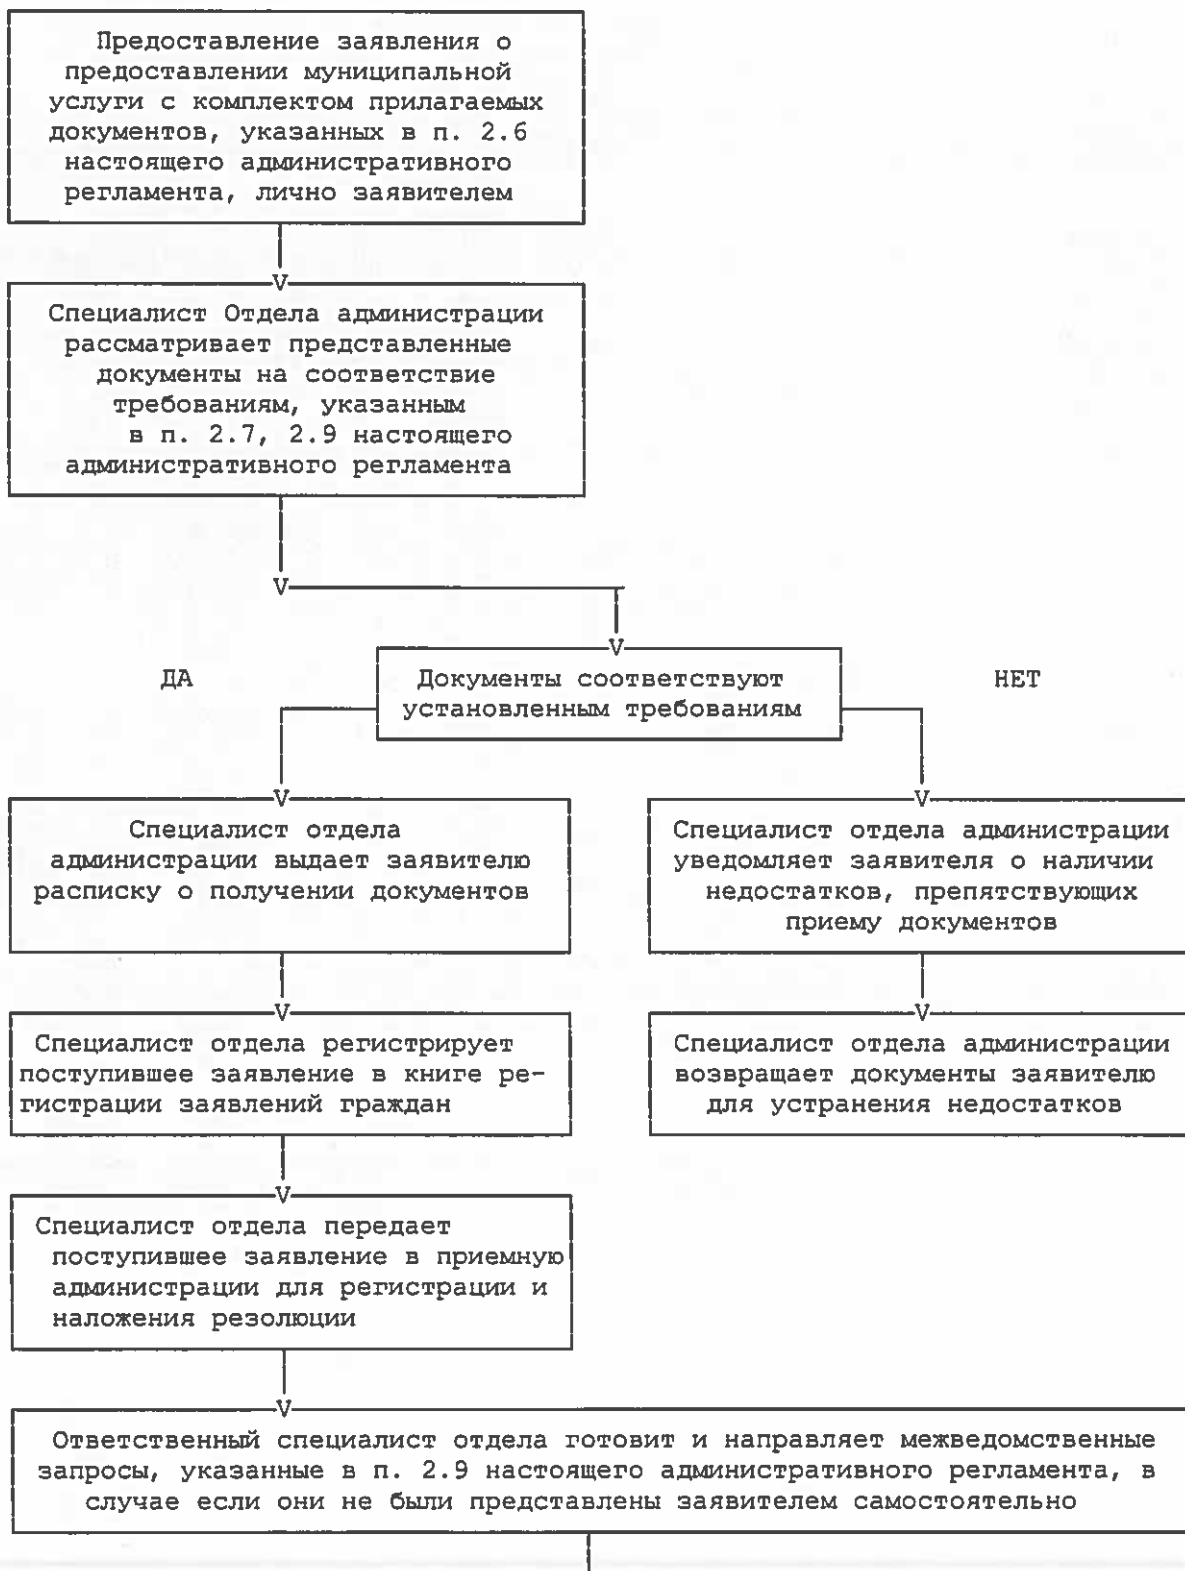 Предоставление заявления о
предоставлении муниципальной
услуги с комплектом прилагаемых
документов, указанных в п. 2.6
настоящего административного
регламента, лично заявителем
V
Специалист Отдела администрации
рассматривает представленные
документы на соответствие
требованиям, указанным
в п. 2.7, 2.9 настоящего
административного регламента
V
V
ДА
Документы соответствуют
установленным требованиям
НЕТ
V
Специалист отдела
администрации выдает заявителю
расписку о получении документов
V
Специалист отдела администрации
уведомляет заявителя о наличии
недостатков, препятствующих
приему документов
V
Специалист отдела регистрирует
поступившее заявление в книге ре-
гистрации заявлений граждан
V
Специалист отдела администрации
возвращает документы заявителю
для устранения недостатков
V
Специалист отдела передает
поступившее заявление в приемную
администрации для регистрации и
наложения резолюции
V
Ответственный специалист отдела готовит и направляет межведомственные
запросы, указанные в п. 2.9 настоящего административного регламента, в
случае если они не были представлены заявителем самостоятельно